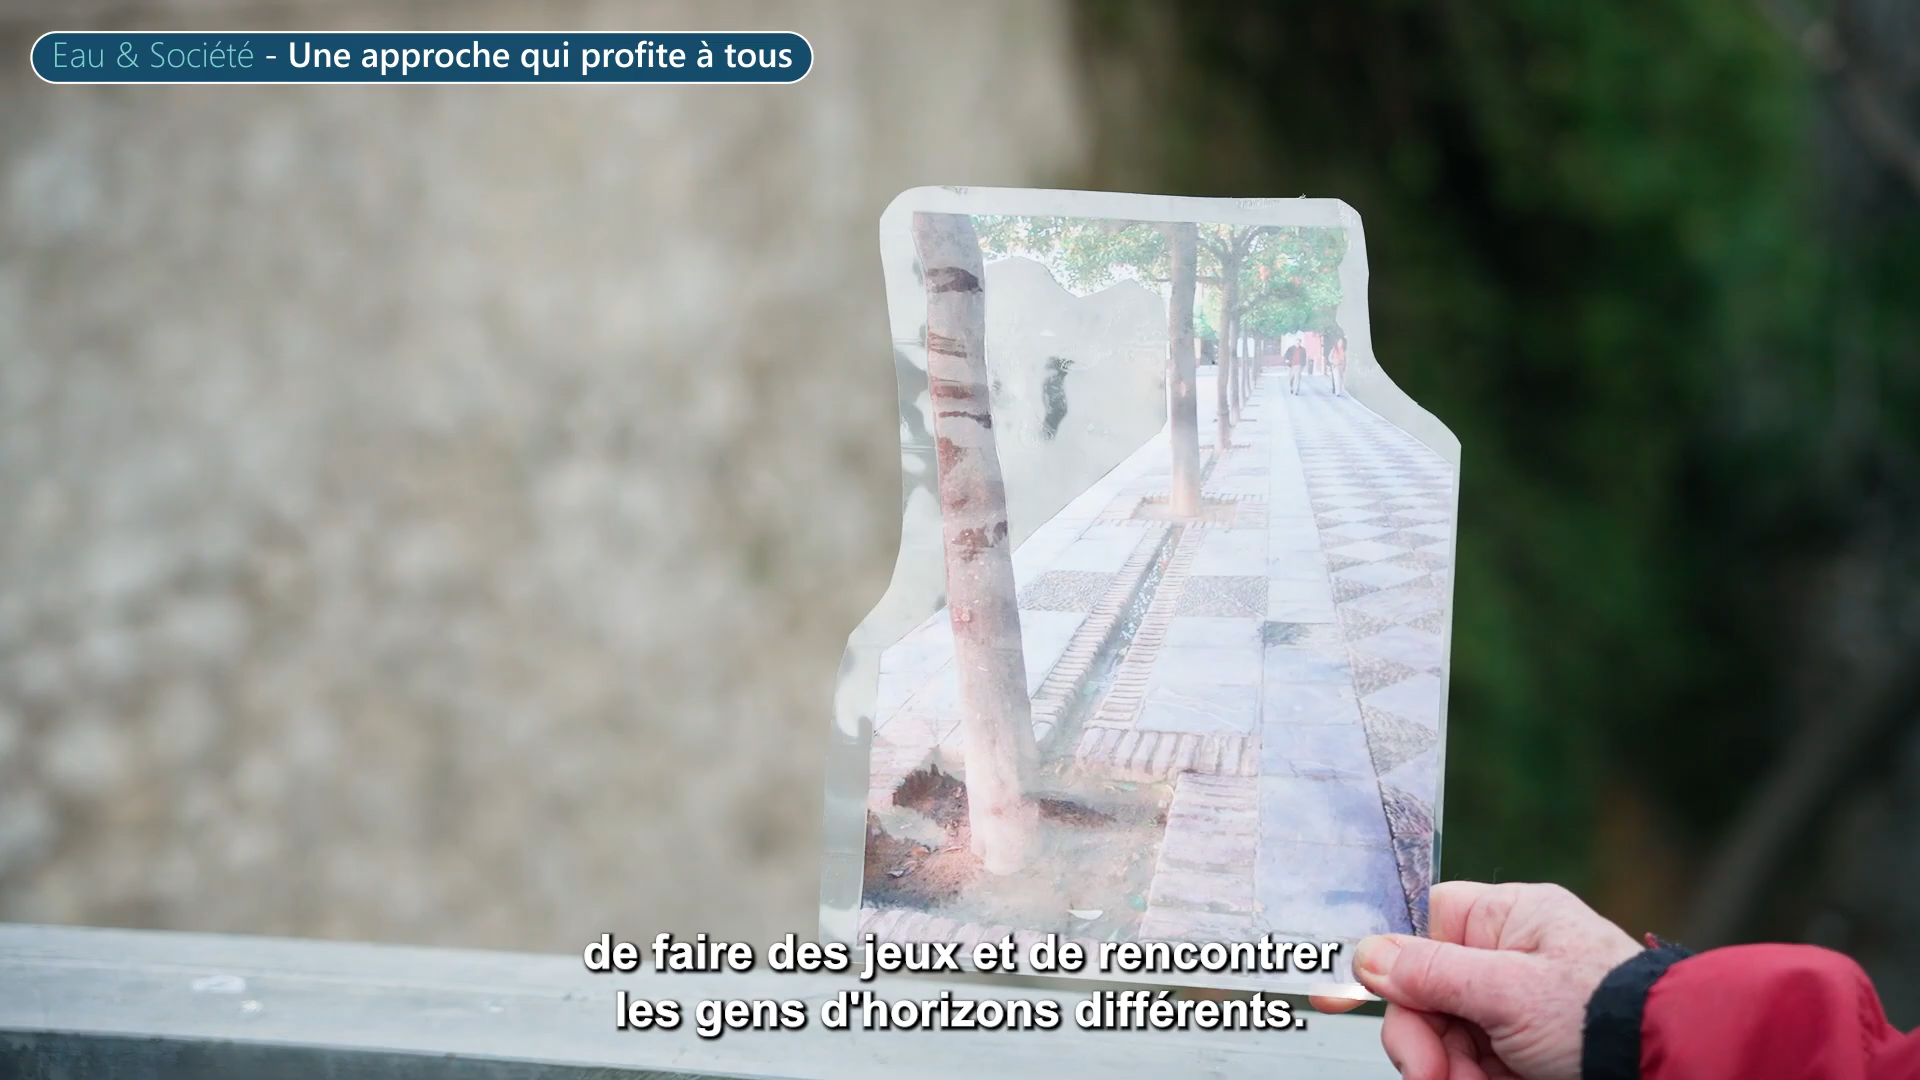 Eau & Société - Une approche qui profite à tous
de faire des jeux et de rencontrer
les gens d'horizons différents.